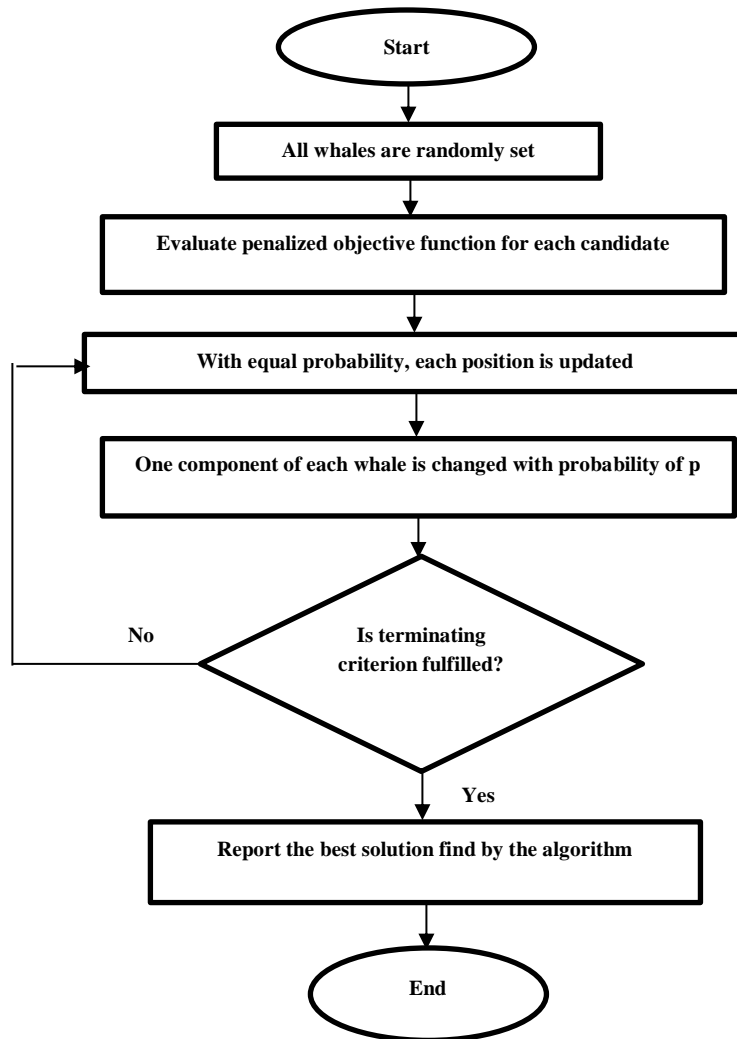 Start
All whales are randomly set
Evaluate penalized objective function for each candidate
With equal probability, each position is updated
One component of each whale is changed with probability of p
No
Is terminating
criterion fulfilled?
Yes
Report the best solution find by the algorithm
End